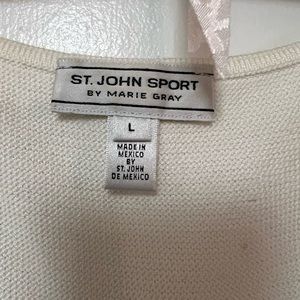 ST. JOHN SPORT
BY MARIE GRAY
L
MADE IN
MEXICO
BY
ST. JOHN
DE MEXICO